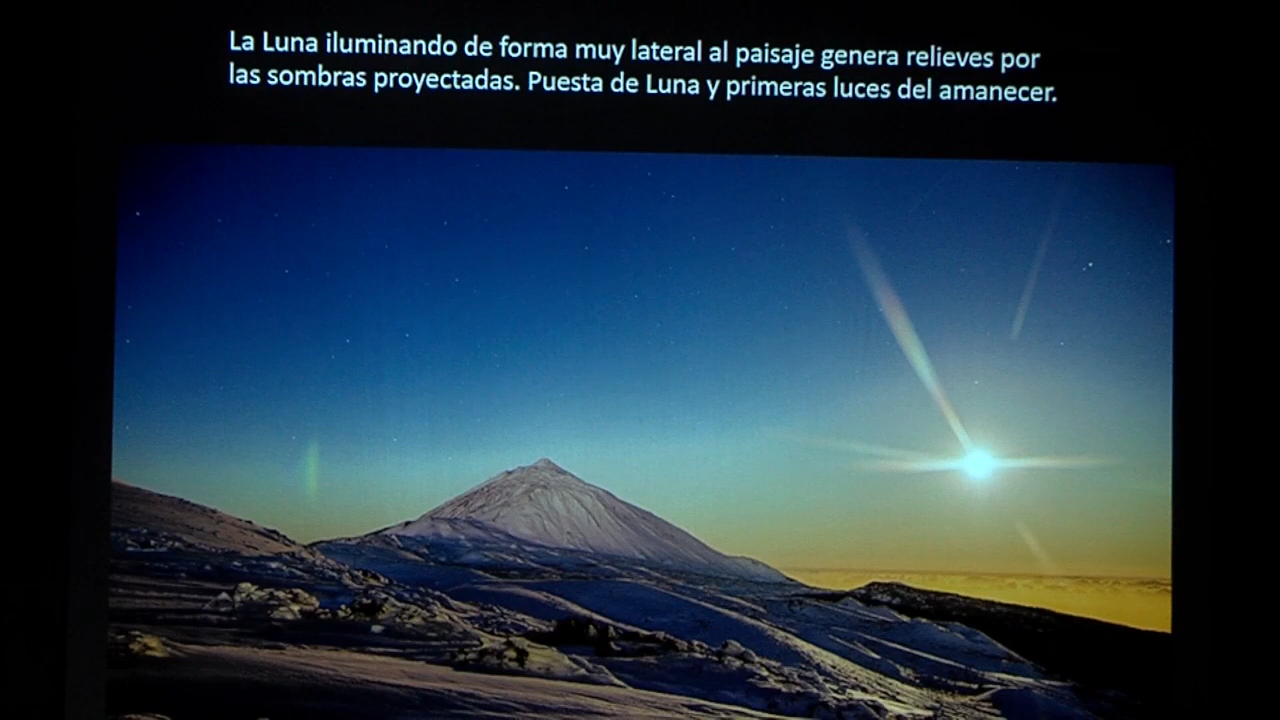 La Luna iluminando de forma muy lateral al paisaje genera relieves por
las sombras proyectadas. Puesta de Luna y primeras luces del amanecer.